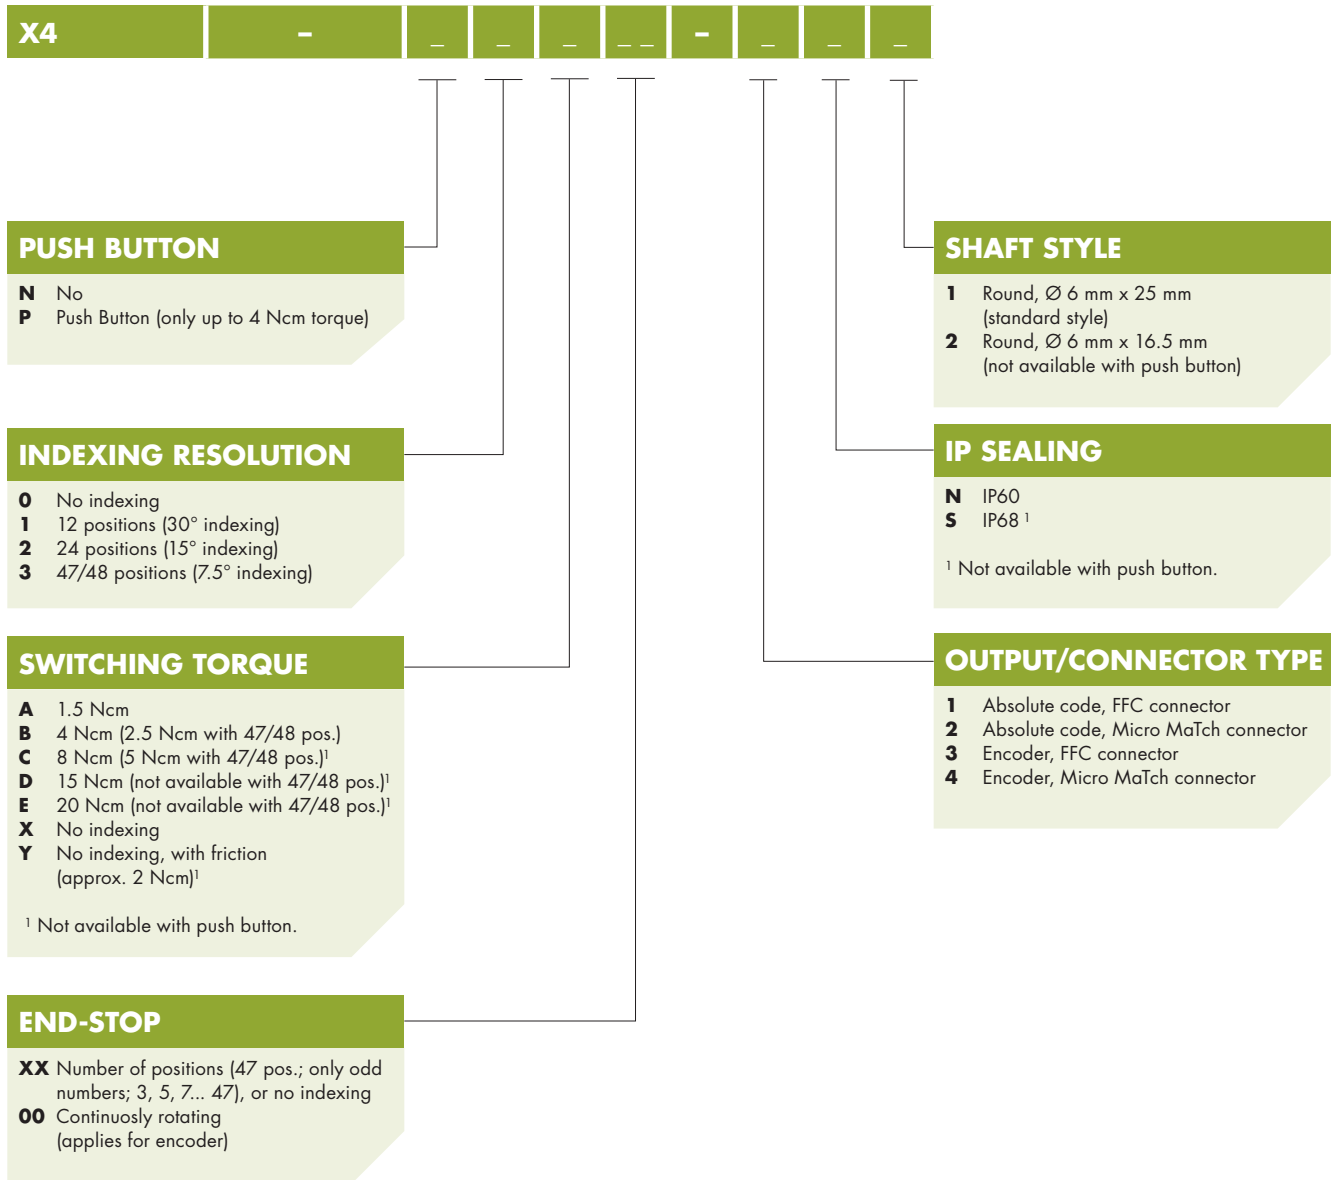 X4 – _ _ _ _ _ – _ _ _
PUSH BUTTON
N No
P Push Button (only up to 4 Ncm torque)
INDEXING RESOLUTION
0 No indexing
1 12 positions (30° indexing)
2 24 positions (15° indexing)
3 47/48 positions (7.5° indexing)
SWITCHING TORQUE
A 1.5 Ncm
B 4 Ncm (2.5 Ncm with 47/48 pos.)
C 8 Ncm (5 Ncm with 47/48 pos.)¹
D 15 Ncm (not available with 47/48 pos.)¹
E 20 Ncm (not available with 47/48 pos.)¹
X No indexing
Y No indexing, with friction
(approx. 2 Ncm)¹
¹ Not available with push button.
END-STOP
XX Number of positions (47 pos.; only odd
numbers; 3, 5, 7... 47), or no indexing
00 Continuosly rotating
(applies for encoder)
SHAFT STYLE
1 Round, Ø 6 mm x 25 mm
(standard style)
2 Round, Ø 6 mm x 16.5 mm
(not available with push button)
IP SEALING
N IP60
S IP68 ¹
¹ Not available with push button.
OUTPUT/CONNECTOR TYPE
1 Absolute code, FFC connector
2 Absolute code, Micro MaTch connector
3 Encoder, FFC connector
4 Encoder, Micro MaTch connector